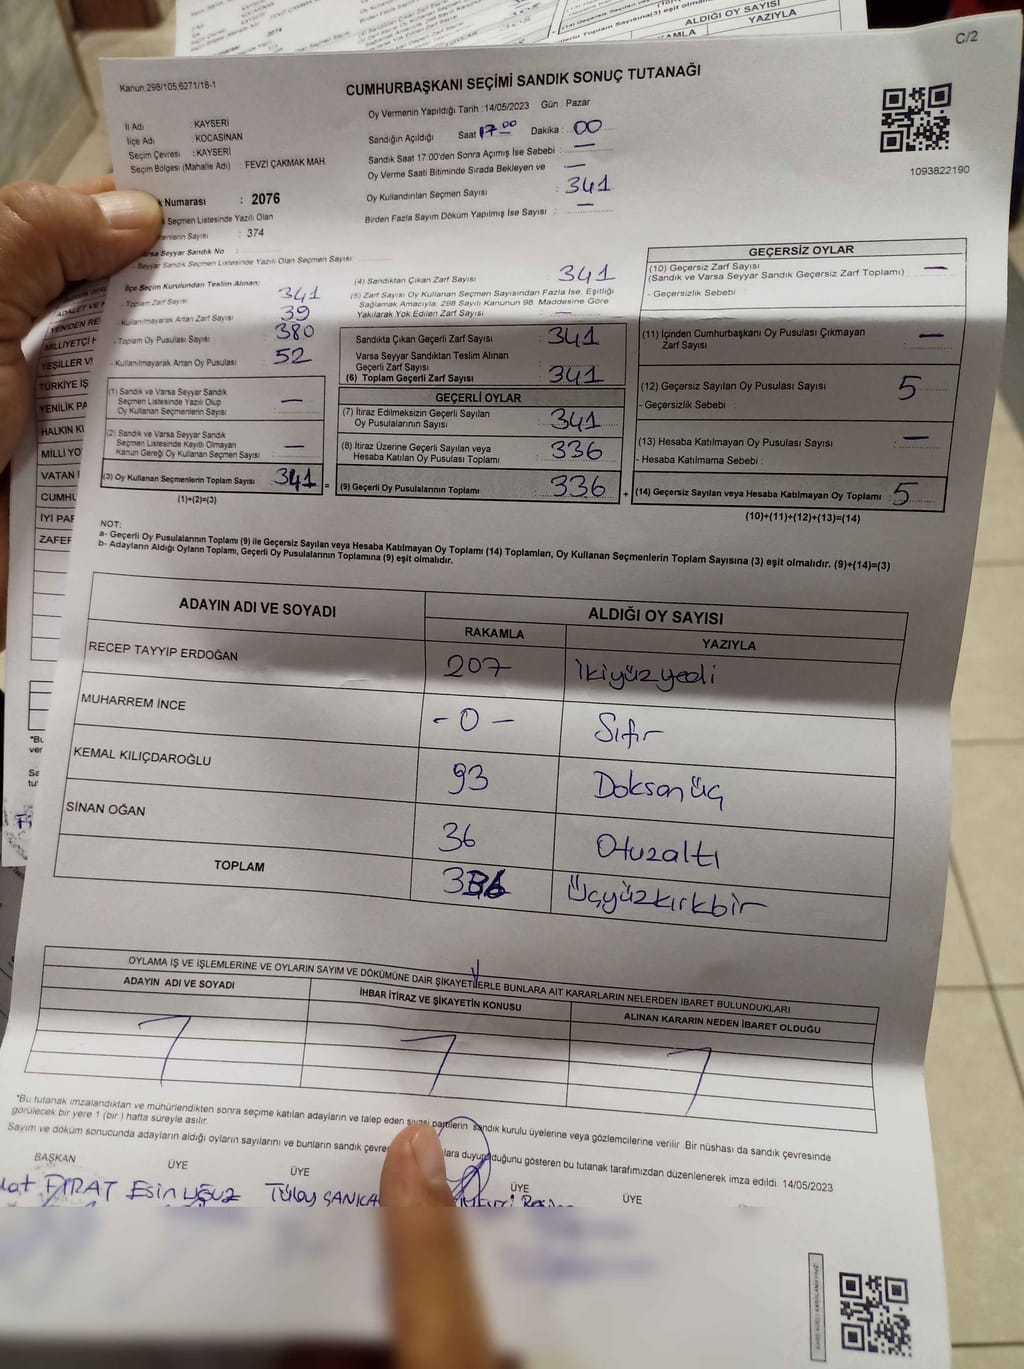 C/2
Kanun:298/105;6271/18-1
CUMHURBAŞKANI SEÇİMİ SANDIK SONUÇ TUTANAĞI
İl Adı : KAYSERİ
İlçe Adı : KOCASİNAN
Seçim Çevresi : KAYSERİ
Seçim Bölgesi (Mahalle Adı) : FEVZİ ÇAKMAK MAH
Numarası : 2076
Seçmen Listesinde Yazılı Olan
Sayısı : 374
Seyyar Sandık No
Seyyar Sandık Seçmen Listesinde Yazılı Olan Seçmen Sayısı :
Oy Vermenin Yapıldığı Tarih : 14/05/2023 Gün : Pazar
Sandığın Açıldığı Saat 17:00 Dakika : 00
Sandık Saat 17:00'den Sonra Açımış İse Sebebi : —
Oy Verme Saati Bitiminde Sırada Bekleyen ve —
Oy Kullandırılan Seçmen Sayısı : 341
Birden Fazla Sayım Döküm Yapılmış İse Sayısı : —
1093822190
İlçe Seçim Kurulundan Teslim Alınan:
- Toplam Zarf Sayısı 341
- Kullanılmayarak Artan Zarf Sayısı 39
- Toplam Oy Pusulası Sayısı 380
- Kullanılmayarak Artan Oy Pusulası 52
(1) Sandık ve Varsa Seyyar Sandık
Seçmen Listesinde Yazılı Olup
Oy Kullanan Seçmenlerin Sayısı : —
(2) Sandık ve Varsa Seyyar Sandık
Seçmen Listesinde Kayıtlı Olmayan
Kanun Gereği Oy Kullanan Seçmen Sayısı : —
(3) Oy Kullanan Seçmenlerin Toplam Sayısı : 341 =
(1)+(2)=(3)
(4) Sandıktan Çıkan Zarf Sayısı : 341
(5) Zarf Sayısı Oy Kullanan Seçmen Sayısından Fazla İse, Eşitliği
Sağlamak Amacıyla, 298 Sayılı Kanunun 98. Maddesine Göre
Yakılarak Yok Edilen Zarf Sayısı : —
Sandıkta Çıkan Geçerli Zarf Sayısı : 341
Varsa Seyyar Sandıktan Teslim Alınan
Geçerli Zarf Sayısı :
(6) Toplam Geçerli Zarf Sayısı : 341
GEÇERLİ OYLAR
(7) İtiraz Edilmeksizin Geçerli Sayılan
Oy Pusulalarının Sayısı : 341
(8) İtiraz Üzerine Geçerli Sayılan veya
Hesaba Katılan Oy Pusulası Toplamı : 336
(9) Geçerli Oy Pusulalarının Toplamı : 336 +
GEÇERSİZ OYLAR
(10) Geçersiz Zarf Sayısı
(Sandık ve Varsa Seyyar Sandık Geçersiz Zarf Toplamı) : —
- Geçersizlik Sebebi :
(11) İçinden Cumhurbaşkanı Oy Pusulası Çıkmayan
Zarf Sayısı : —
(12) Geçersiz Sayılan Oy Pusulası Sayısı : 5
- Geçersizlik Sebebi :
(13) Hesaba Katılmayan Oy Pusulası Sayısı : —
- Hesaba Katılmama Sebebi :
(14) Geçersiz Sayılan veya Hesaba Katılmayan Oy Toplamı : 5
(10)+(11)+(12)+(13)=(14)
NOT:
a- Geçerli Oy Pusulalarının Toplamı (9) ile Geçersiz Sayılan veya Hesaba Katılmayan Oy Toplamı (14) Toplamları, Oy Kullanan Seçmenlerin Toplam Sayısına (3) eşit olmalıdır. (9)+(14)=(3)
b- Adayların Aldığı Oyların Toplamı, Geçerli Oy Pusulalarının Toplamına (9) eşit olmalıdır.
ADAYIN ADI VE SOYADI ALDIĞI OY SAYISI
RAKAMLA YAZIYLA
RECEP TAYYİP ERDOĞAN 207 İkiyüzyedi
MUHARREM İNCE - 0 - Sıfır
KEMAL KILIÇDAROĞLU 93 Doksanüç
SİNAN OĞAN 36 Otuzaltı
TOPLAM 336 Üçyüzkırkbir
OYLAMA İŞ VE İŞLEMLERİNE VE OYLARIN SAYIM VE DÖKÜMÜNE DAİR ŞİKAYETLERLE BUNLARA AİT KARARLARIN NELERDEN İBARET BULUNDUKLARI
ADAYIN ADI VE SOYADI İHBAR İTİRAZ VE ŞİKAYETİN KONUSU ALINAN KARARIN NEDEN İBARET OLDUĞU
*Bu tutanak imzalandıktan ve mühürlendikten sonra seçime katılan adayların ve talep eden siyasi partilerin sandık kurulu üyelerine veya gözlemcilerine verilir. Bir nüshası da sandık çevresinde
görülecek bir yere 1 (bir ) hafta süreyle asılır.
Sayım ve döküm sonucunda adayların aldığı oyların sayılarını ve bunların sandık duyurulduğunu gösteren bu tutanak tarafımızdan düzenlenerek imza edildi. 14/05/2023
BAŞKAN ÜYE ÜYE ÜYE ÜYE
FIRAT Esin Tülay
ALDIĞI OY SAYISI
YAZIYLA
YENİDEN RE
MİLLİYETÇİ H
YEŞİLLER VE
TÜRKİYE İŞ
YENİLİK PA
HALKIN KU
MİLLİ YO
VATAN
CUMHU
İYİ PAR
ZAFER